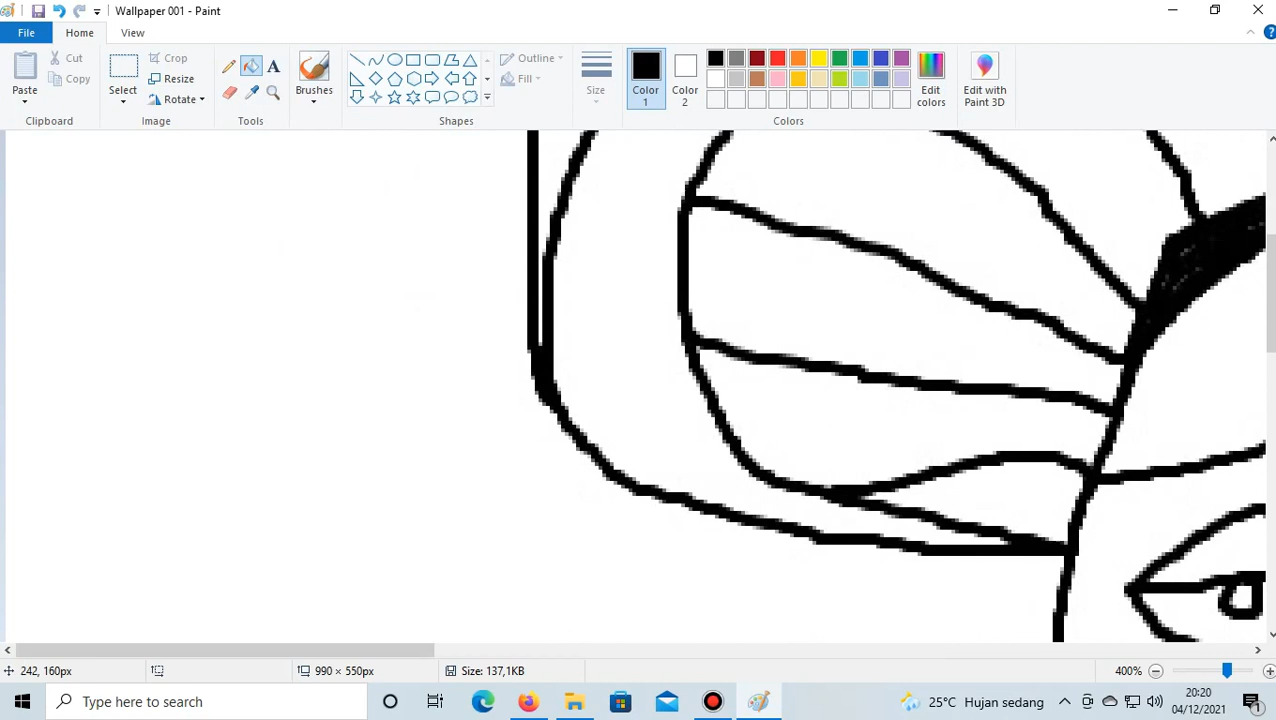 Wallpaper 001 - Paint
File
Home
View
Paste
Cut
Copy
Clipboard
Select
Crop
Resize
Rotate
Image
A
Tools
Brushes
Outline
Fill
Shapes
Size
Color
1
Color
2
Edit
colors
Edit with
Paint 3D
Colors
242, 160px
990 × 550px
Size: 137,1KB
400%
Type here to search
25°C Hujan sedang
20:20
04/12/2021
1